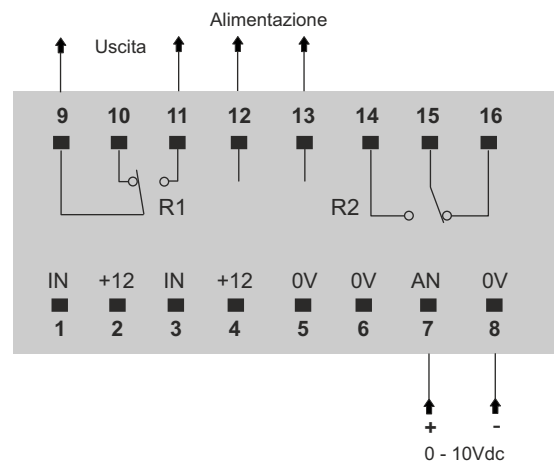 Alimentazione
Uscita
9 10 11 12 13 14 15 16
R1 R2
IN +12 IN +12 0V 0V AN 0V
1 2 3 4 5 6 7 8
+ -
0 - 10Vdc